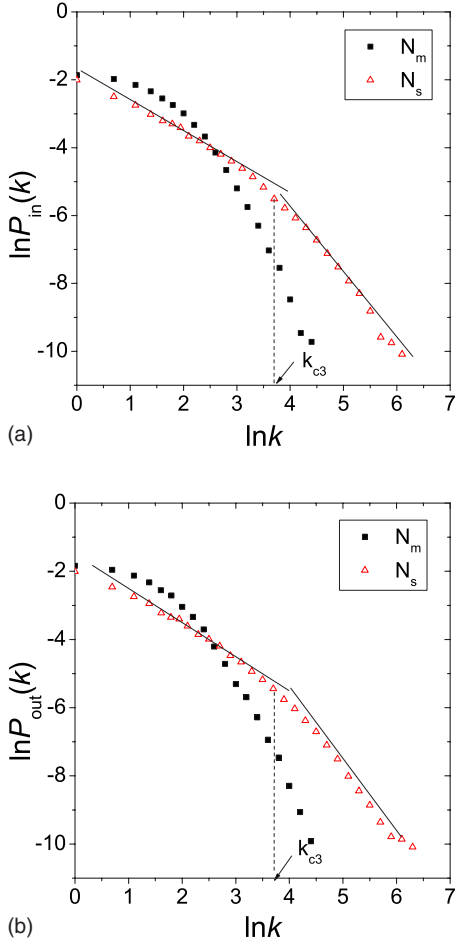 0
-2
-4
-6
-8
-10
lnP_in(k)
N_m
N_s
k_c3
0 1 2 3 4 5 6 7
lnk
(a)
0
-2
-4
-6
-8
-10
lnP_out(k)
N_m
N_s
k_c3
0 1 2 3 4 5 6 7
lnk
(b)